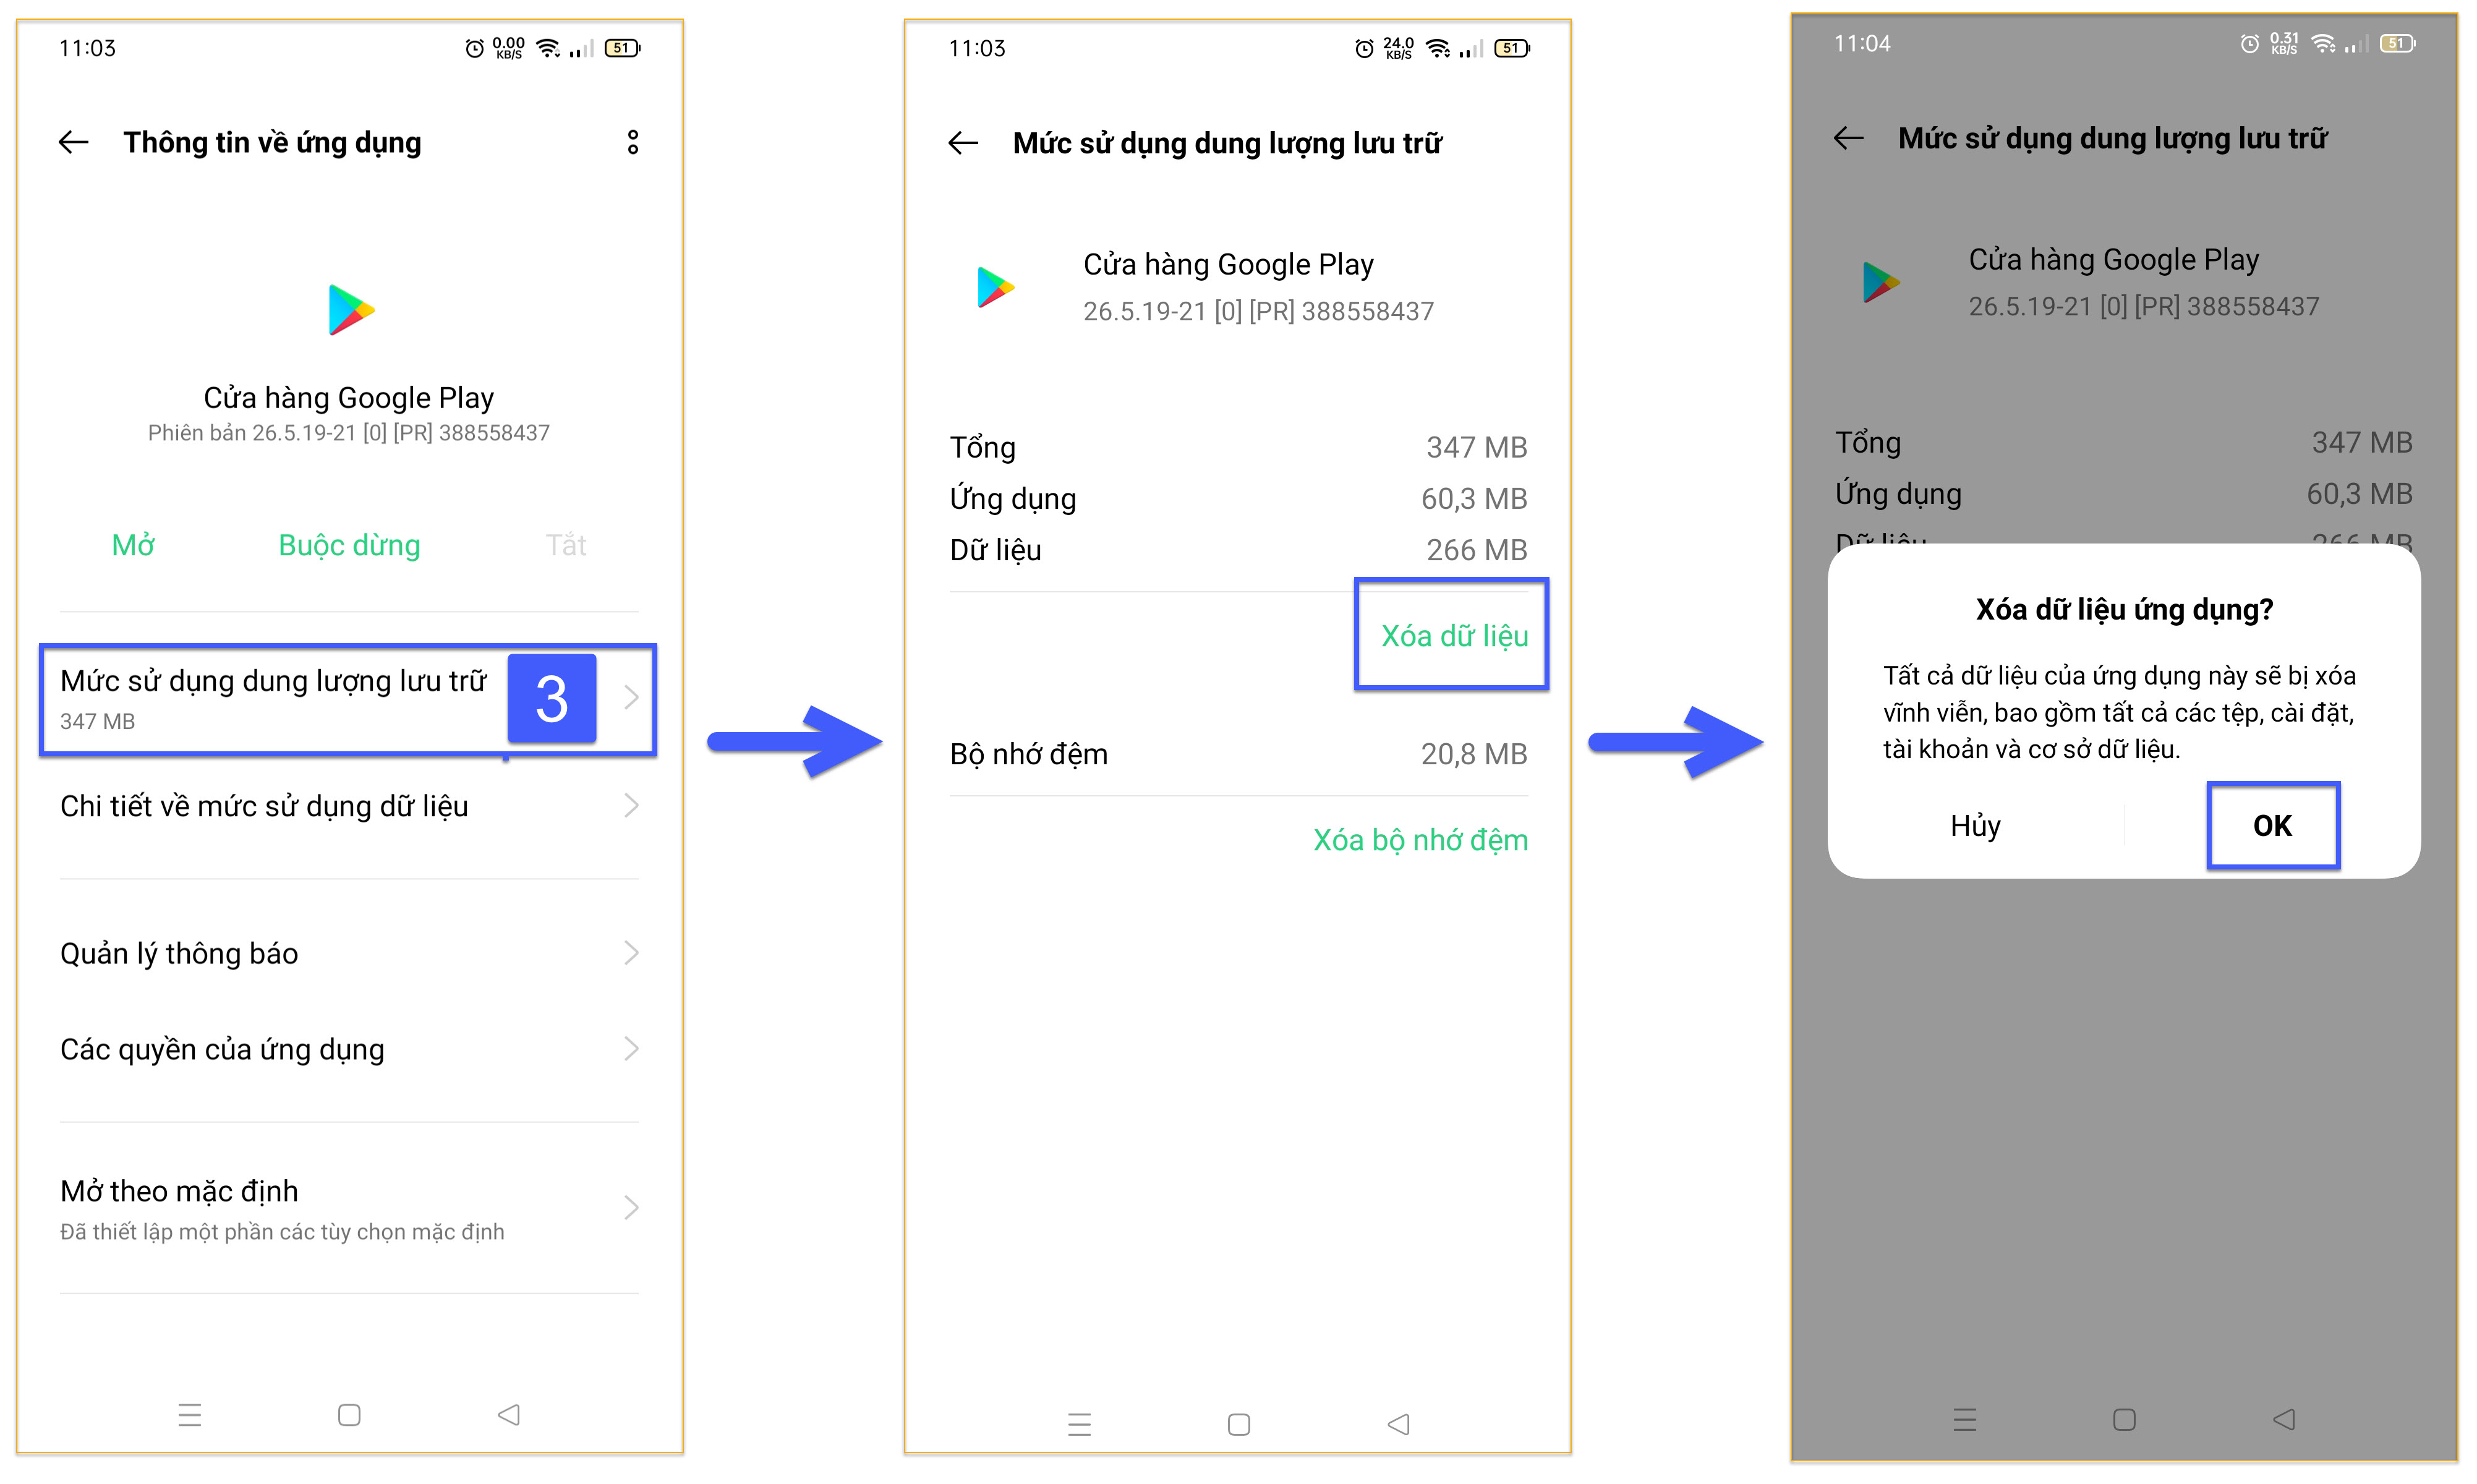 11:03
0.00 KB/S
51
Thông tin về ứng dụng
Cửa hàng Google Play
Phiên bản 26.5.19-21 [0] [PR] 388558437
Mở
Buộc dừng
Tắt
Mức sử dụng dung lượng lưu trữ
347 MB
3
Chi tiết về mức sử dụng dữ liệu
Quản lý thông báo
Các quyền của ứng dụng
Mở theo mặc định
Đã thiết lập một phần các tùy chọn mặc định
11:03
24.0 KB/S
51
Mức sử dụng dung lượng lưu trữ
Cửa hàng Google Play
26.5.19-21 [0] [PR] 388558437
Tổng 347 MB
Ứng dụng 60,3 MB
Dữ liệu 266 MB
Xóa dữ liệu
Bộ nhớ đệm 20,8 MB
Xóa bộ nhớ đệm
11:04
0.31 KB/S
51
Mức sử dụng dung lượng lưu trữ
Cửa hàng Google Play
26.5.19-21 [0] [PR] 388558437
Tổng 347 MB
Ứng dụng 60,3 MB
Dữ liệu 266 MB
Xóa dữ liệu ứng dụng?
Tất cả dữ liệu của ứng dụng này sẽ bị xóa
vĩnh viễn, bao gồm tất cả các tệp, cài đặt,
tài khoản và cơ sở dữ liệu.
Hủy
OK